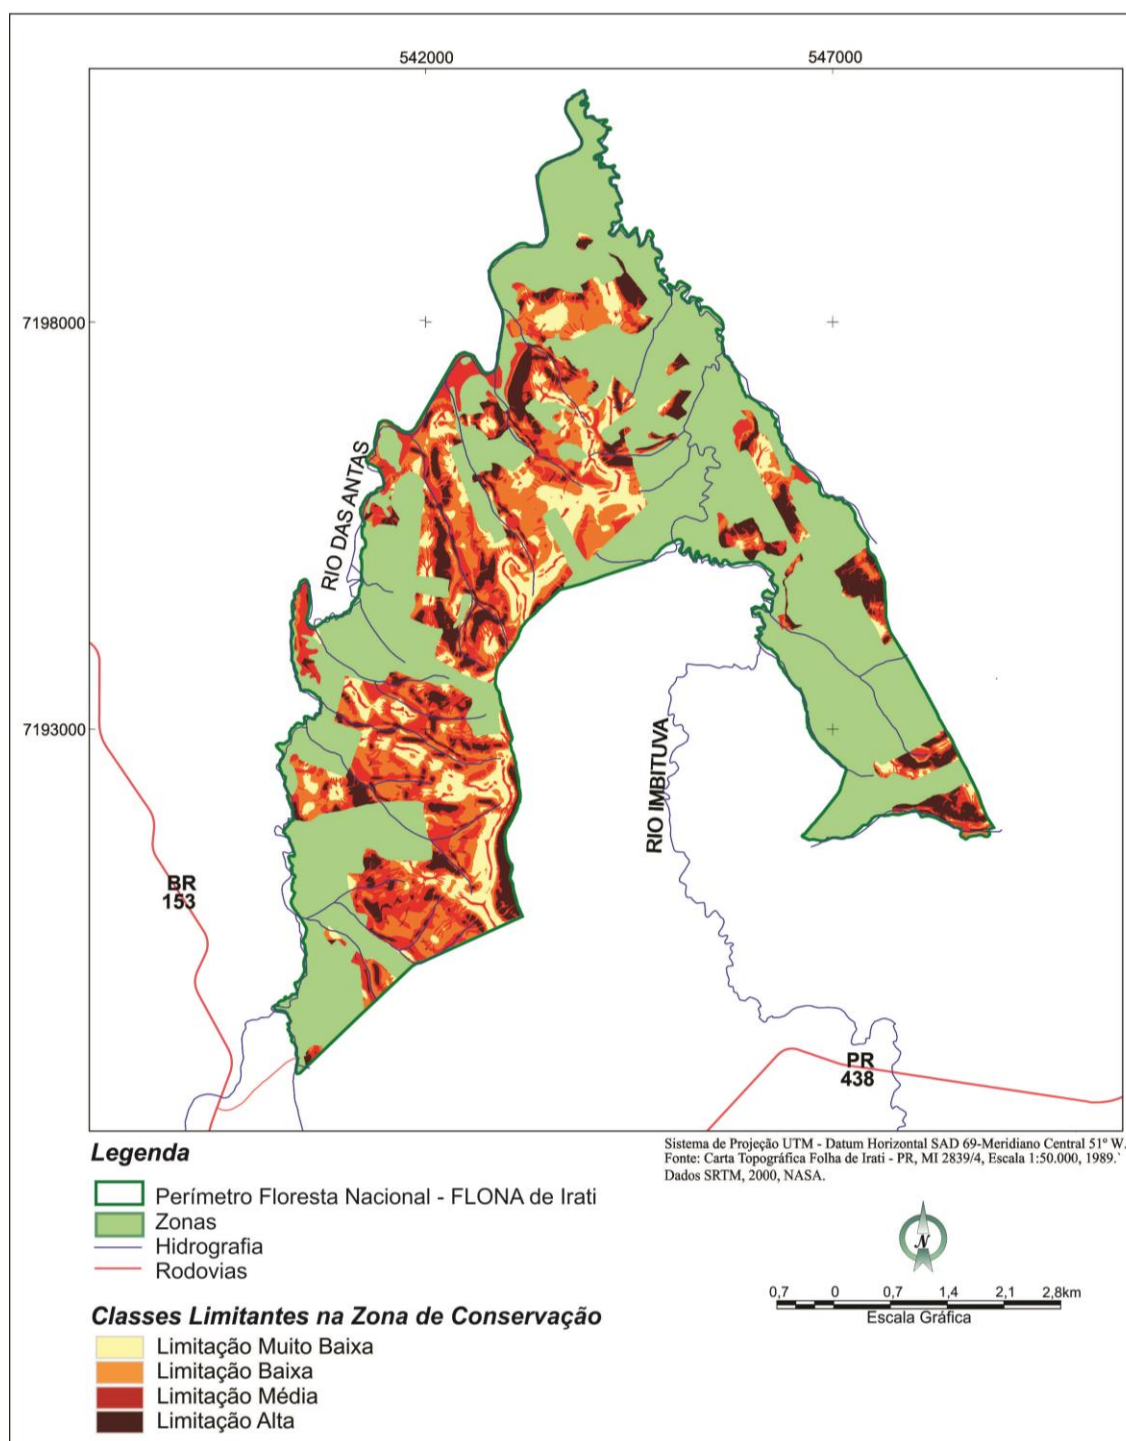 542000
547000
7198000
RIO DAS ANTAS
7193000
RIO IMBITUVA
BR
153
PR
438
Legenda
Perímetro Floresta Nacional - FLONA de Irati
Zonas
Hidrografia
Rodovias
Classes Limitantes na Zona de Conservação
Limitação Muito Baixa
Limitação Baixa
Limitação Média
Limitação Alta
Sistema de Projeção UTM - Datum Horizontal SAD 69-Meridiano Central 51º W.
Fonte: Carta Topográfica Folha de Irati - PR, MI 2839/4, Escala 1:50.000, 1989.`
Dados SRTM, 2000, NASA.
N
0,7 0 0,7 1,4 2,1 2,8km
Escala Gráfica